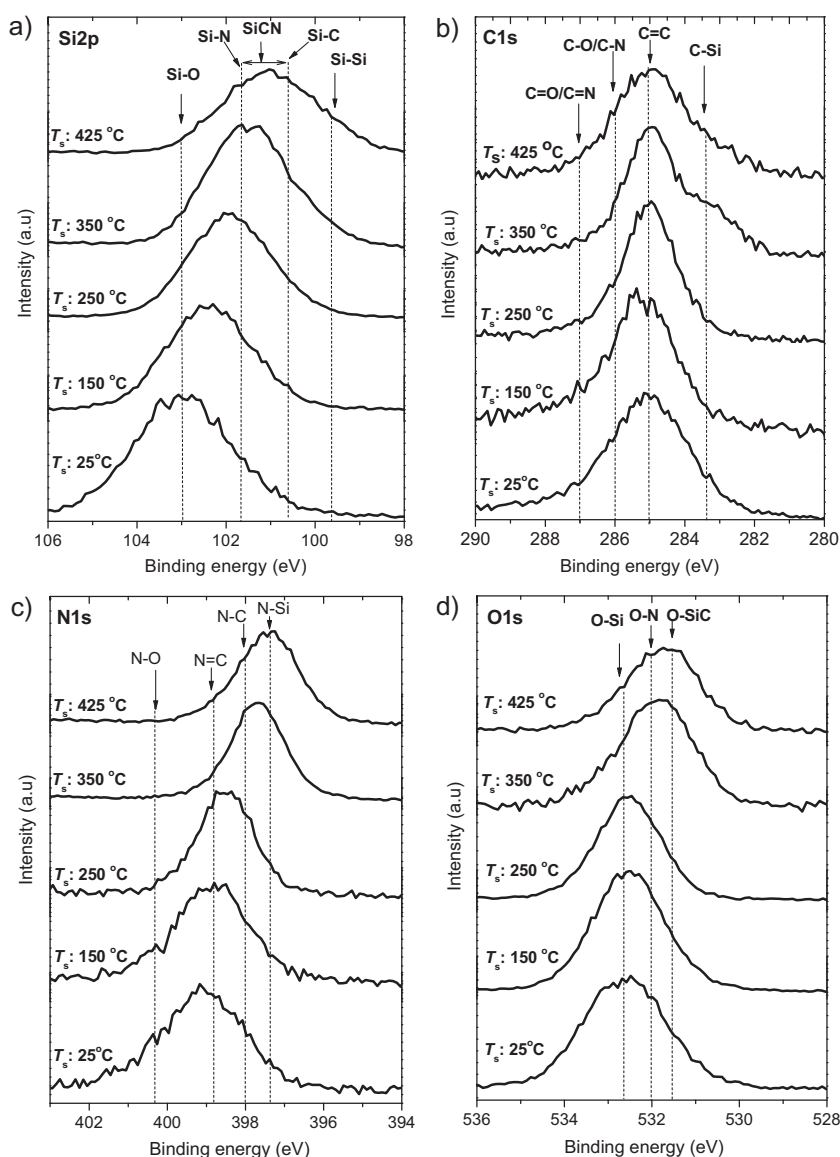 a)
Si2p
Si-O
Si-N
SiCN
Si-C
Si-Si
Ts: 425 °C
Ts: 350 °C
Ts: 250 °C
Ts: 150 °C
Ts: 25°C
Intensity (a.u)
106 104 102 100 98
Binding energy (eV)
b)
C1s
C=O/C=N
C-O/C-N
C=C
C-Si
Ts: 425 °C
Ts: 350 °C
Ts: 250 °C
Ts: 150 °C
Ts: 25°C
Intensity (a.u)
290 288 286 284 282 280
Binding energy (eV)
c)
N1s
N-O
N=C
N-C
N-Si
Ts: 425 °C
Ts: 350 °C
Ts: 250 °C
Ts: 150 °C
Ts: 25°C
Intensity (a.u)
402 400 398 396 394
Binding energy (eV)
d)
O1s
O-Si
O-N
O-SiC
Ts: 425 °C
Ts: 350 °C
Ts: 250 °C
Ts: 150 °C
Ts: 25°C
Intensity (a.u)
536 534 532 530 528
Binding energy (eV)